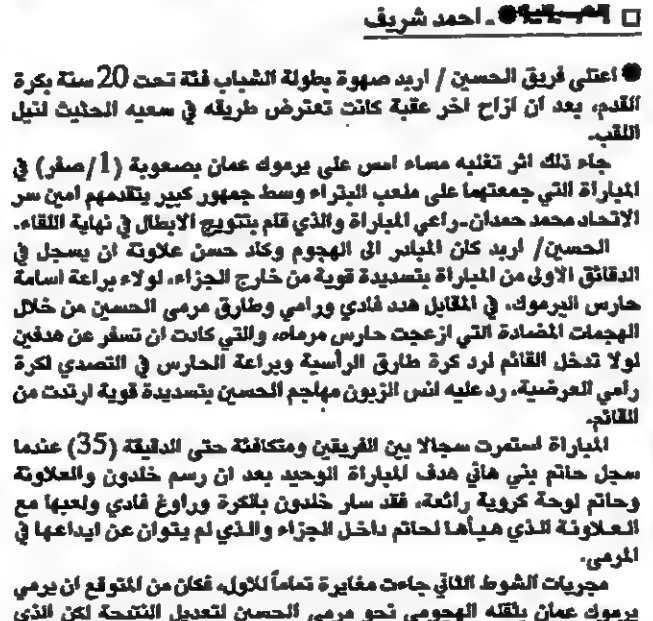 احمد شريف
اعتلى فريق الحسين / اربد صهوة بطولة الشباب فئة تحت 20 سنة بكرة
القدم، بعد ان ازاح اخر عقبة كانت تعترض طريقه في سعيه الحثيث لنيل
اللقب.
جاء ذلك اثر تغلبه مساء امس على يرموك عمان بصعوبة (1/صفر) في
المباراة التي جمعتهما على ملعب البتراء وسط جمهور كبير يتقدمهم امين سر
الاتحاد محمد حمدان-راعي المباراة والذي قام بتتويج الابطال في نهاية اللقاء.
الحسين/ اربد كان المبادر الى الهجوم وكاد حسن علاونة ان يسجل في
الدقائق الاولى من المباراة بتسديدة قوية من خارج الجزاء، لولاء براعة اسامة
حارس اليرموك، في المقابل هدد فادي ورامي وطارق مرمى الحسين من خلال
الهجمات المضادة التي ازعجت حارس مرماه، والتي كادت ان تسفر عن هدفين
لولا تدخل القائم لرد كرة طارق الرأسية وبراعة الحارس في التصدي لكرة
رامي العرضية، رد عليه انس الزبون مهاجم الحسين بتسديدة قوية ارتدت من
القائم.
المباراة استمرت سجالا بين الفريقين ومتكافئة حتى الدقيقة (35) عندما
سجل حاتم بني هاني هدف المباراة الوحيد بعد ان رسم خلدون والعلاونة
وحاتم لوحة كروية رائعة، فقد سار خلدون بالكرة وراوغ فادي ولعبها مع
العلاونة الذي هيأها لحاتم داخل الجزاء والذي لم يتوان عن ايداعها في
المرمى.
مجريات الشوط الثاني جاءت مغايرة تماماً للاول، فكان من المتوقع ان يرمي
يرموك عمان بثقله الهجومي نحو مرمى الحسين لتعديل النتيجة لكن الذي